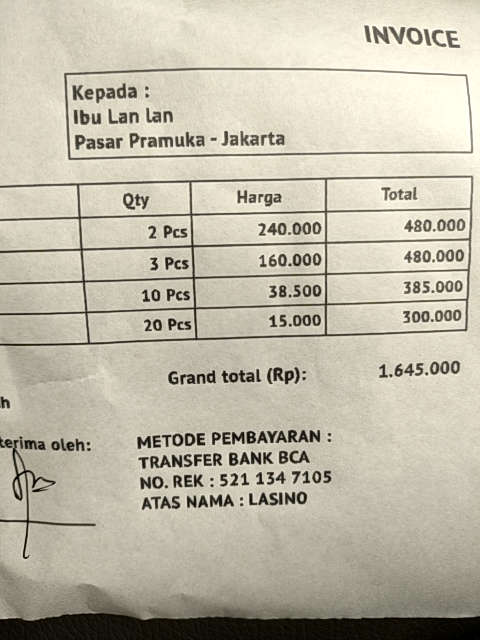 INVOICE
Kepada :
Ibu Lan lan
Pasar Pramuka - Jakarta
Qty Harga Total
2 Pcs 240.000 480.000
3 Pcs 160.000 480.000
10 Pcs 38.500 385.000
20 Pcs 15.000 300.000
Grand total (Rp): 1.645.000
h
terima oleh:
METODE PEMBAYARAN :
TRANSFER BANK BCA
NO. REK : 521 134 7105
ATAS NAMA : LASINO